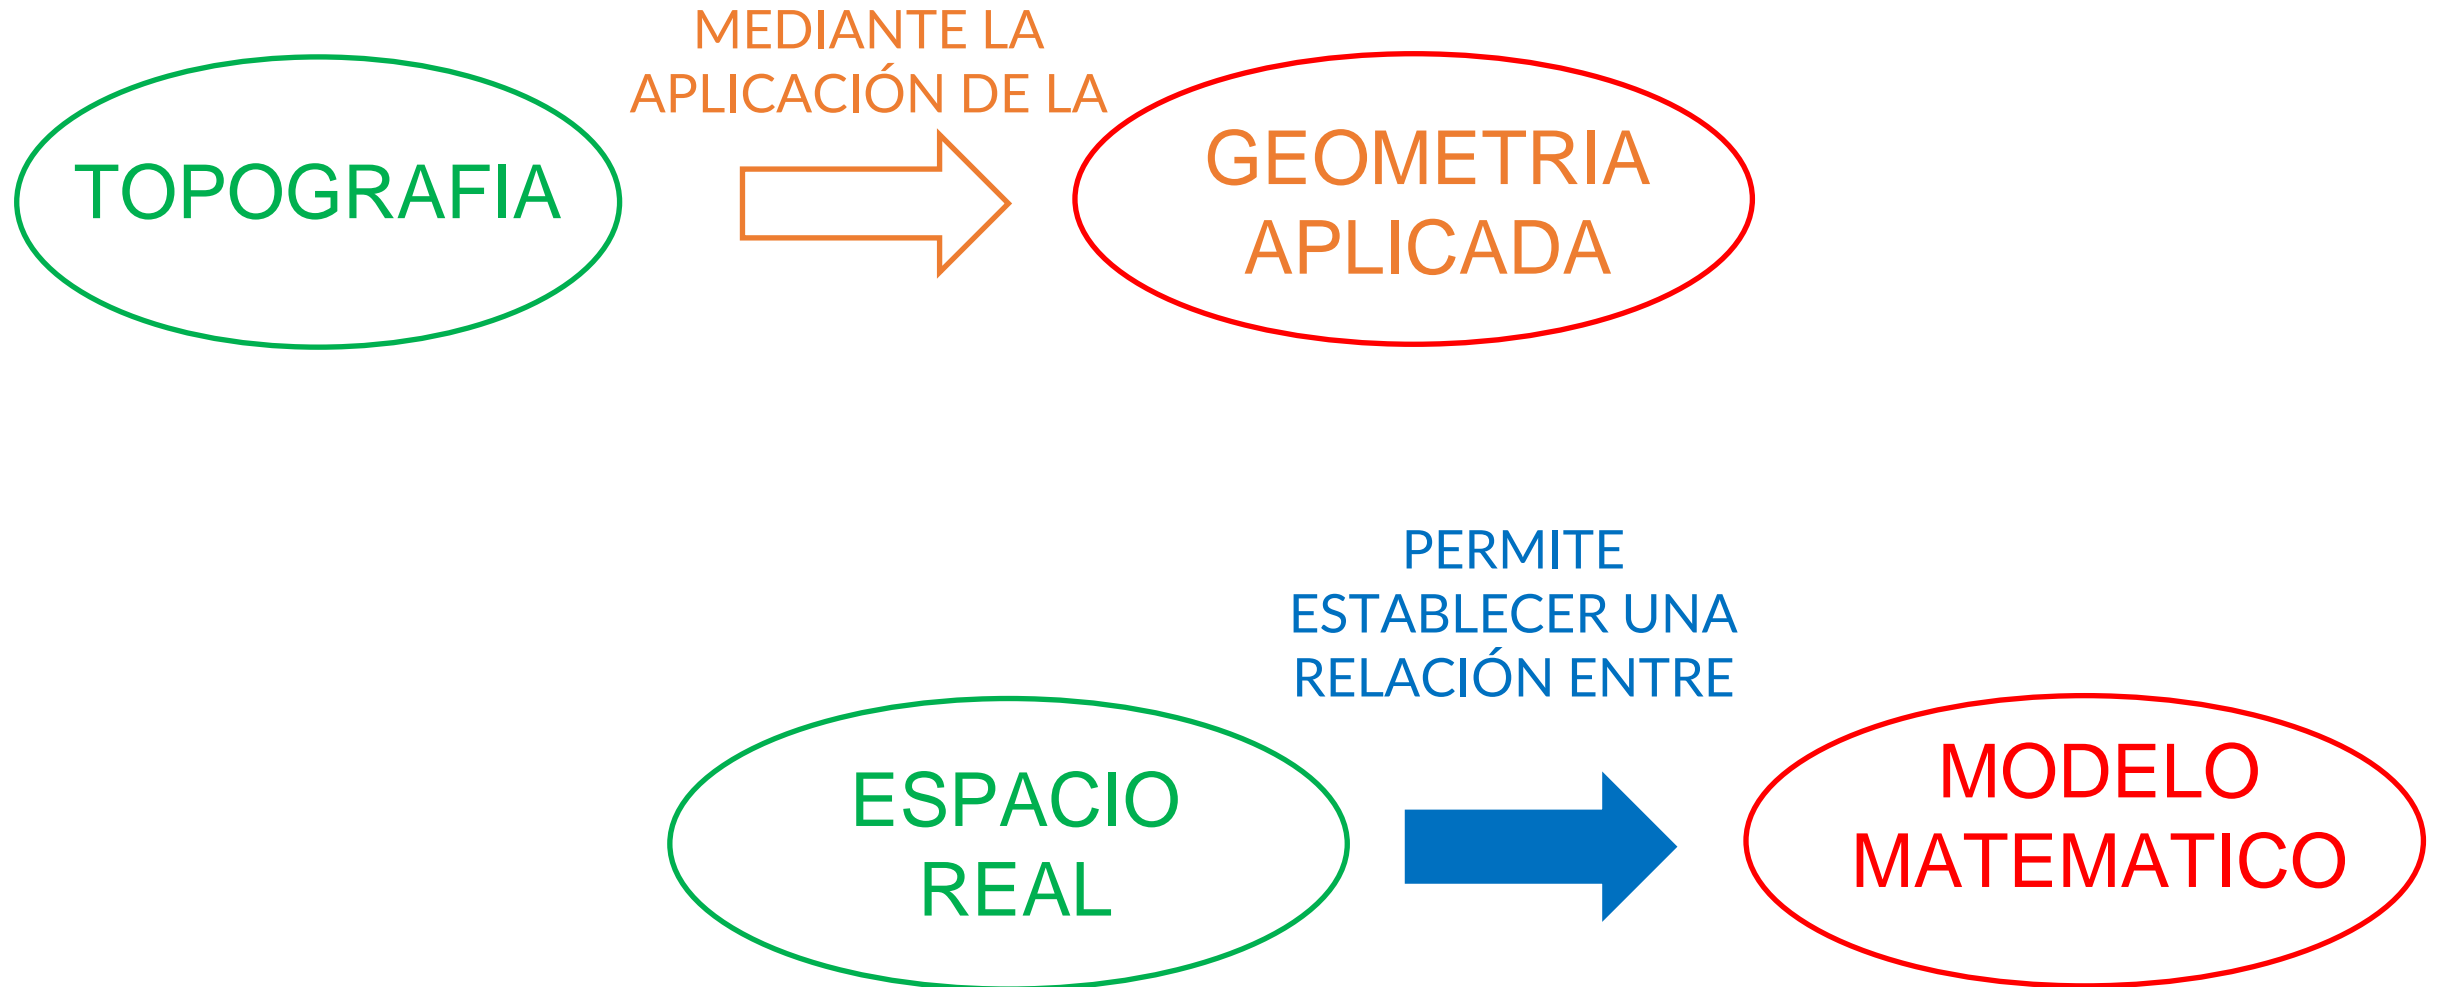 MEDIANTE LA
APLICACIÓN DE LA
TOPOGRAFIA
GEOMETRIA
APLICADA
PERMITE
ESTABLECER UNA
RELACIÓN ENTRE
ESPACIO
REAL
MODELO
MATEMATICO